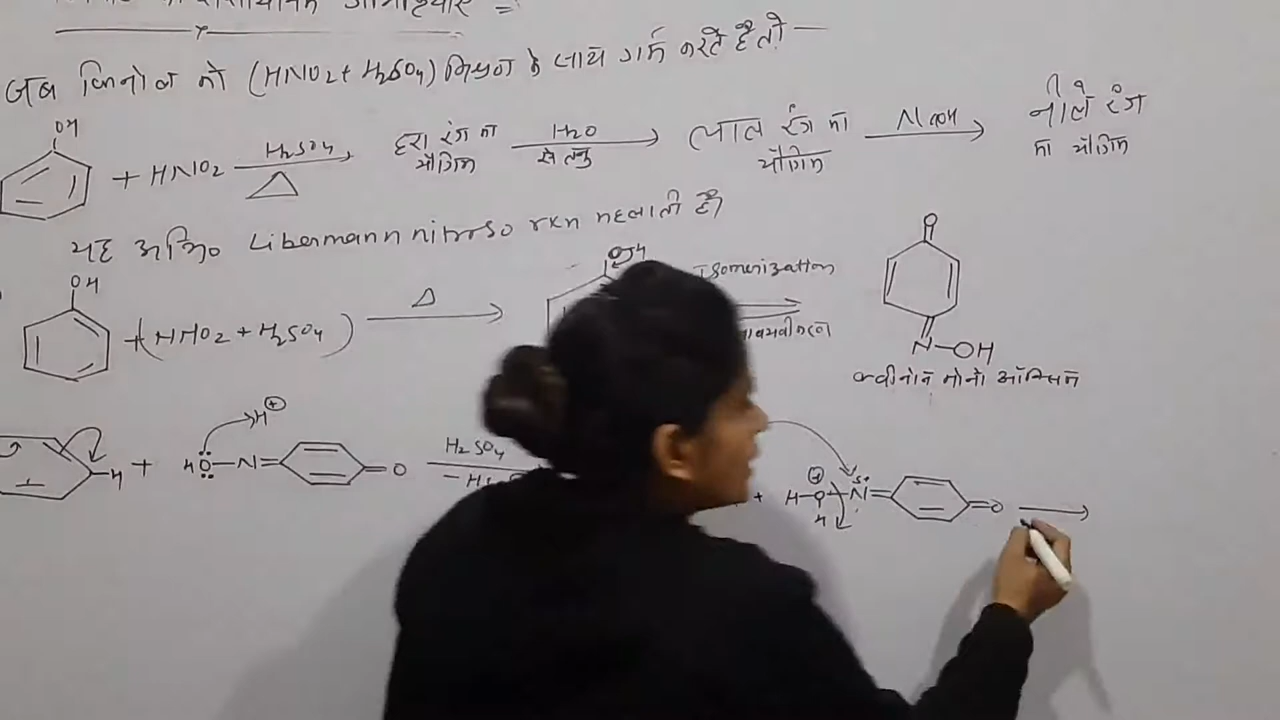 जब फिनोल को (HNO2 + H2SO4) मिश्रण के साथ गर्म करते है तो —
OH
+ HNO2 H2SO4 △ हरा रंग का यौगिक H2O से तनु लाल रंग का यौगिक NaOH नीले रंग का यौगिक
यह अभि० Libermann nitroso rxn कहलाती है।
OH
+ (HNO2 + H2SO4) △ OH Isomerization O
N–OH
क्वीनोन मोनो ऑक्सिम
H⊕
H + HO–N= =O H2SO4 + H–O–N= =O
⊕ H